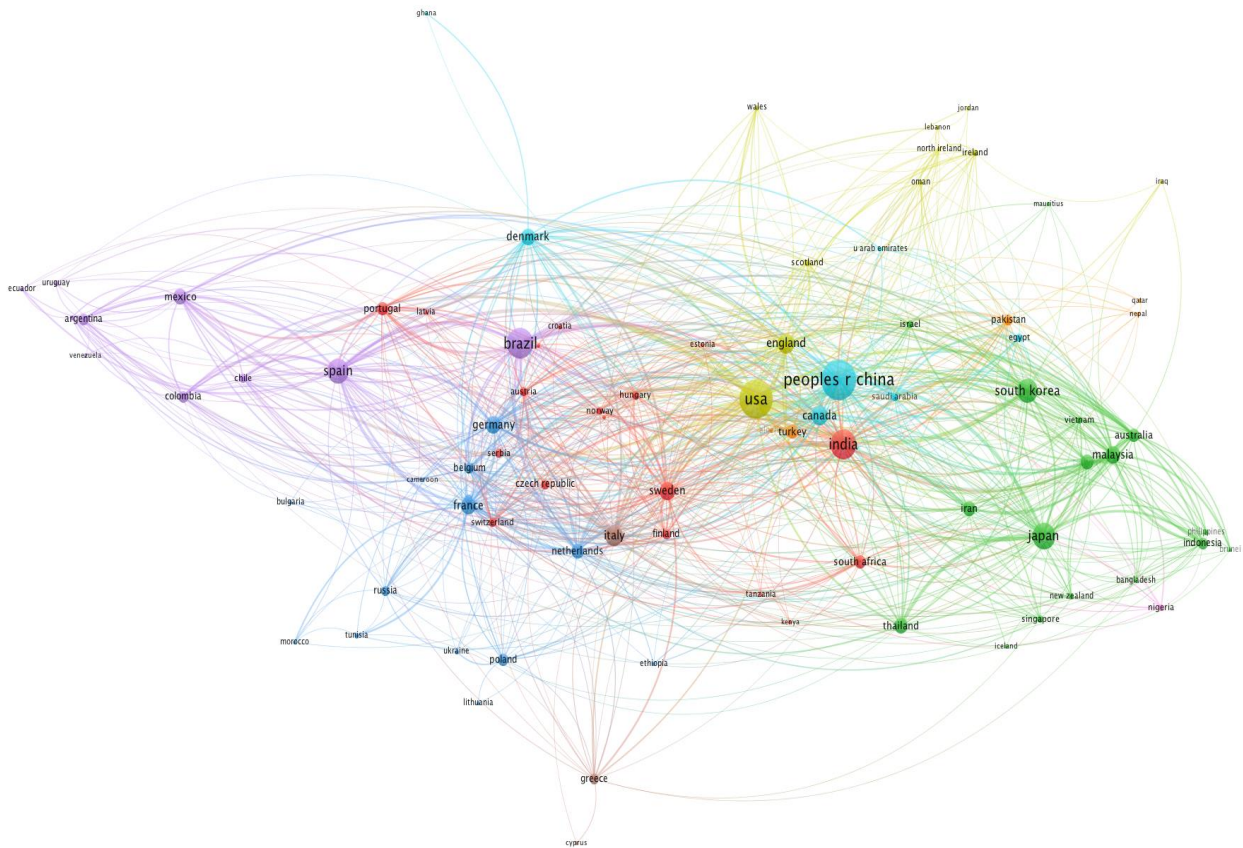 ghana
wales
jordan
lebanon
north ireland
ireland
oman
iraq
mauritius
denmark
u arab emirates
scotland
ecuador
uruguay
mexico
argentina
portugal
latvia
croatia
israel
pakistan
qatar
nepal
egypt
venezuela
brazil
estonia
england
spain
chile
colombia
austria
hungary
norway
usa
peoples r china
saudi arabia
south korea
canada
turkey
india
vietnam
australia
malaysia
germany
serbia
belgium
cameroon
czech republic
sweden
bulgaria
france
switzerland
italy
finland
netherlands
iran
japan
philippines
indonesia
brunei
south africa
russia
tanzania
kenya
bangladesh
new zealand
nigeria
singapore
thailand
iceland
morocco
tunisia
ukraine
poland
ethiopia
lithuania
greece
cyprus